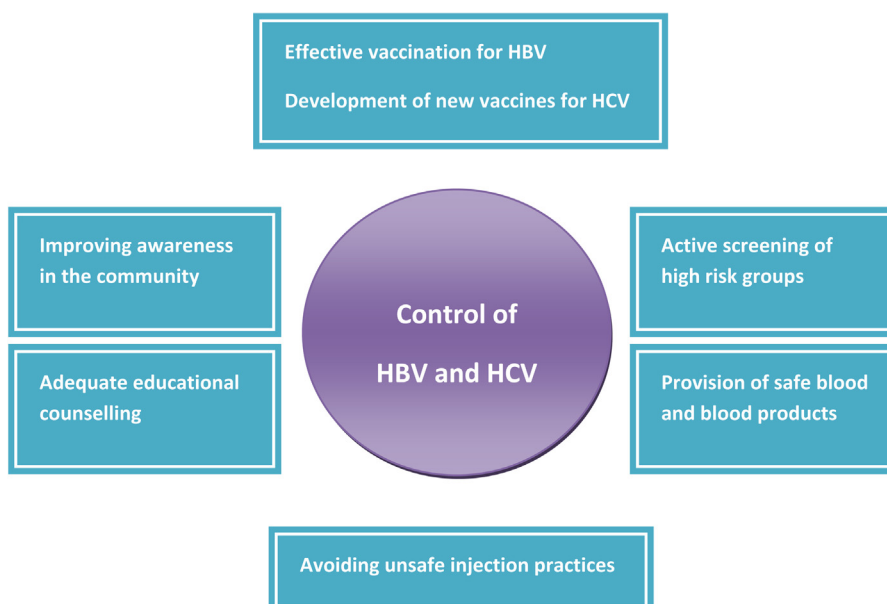 Effective vaccination for HBV
Development of new vaccines for HCV
Improving awareness
in the community
Active screening of
high risk groups
Control of
HBV and HCV
Adequate educational
counselling
Provision of safe blood
and blood products
Avoiding unsafe injection practices